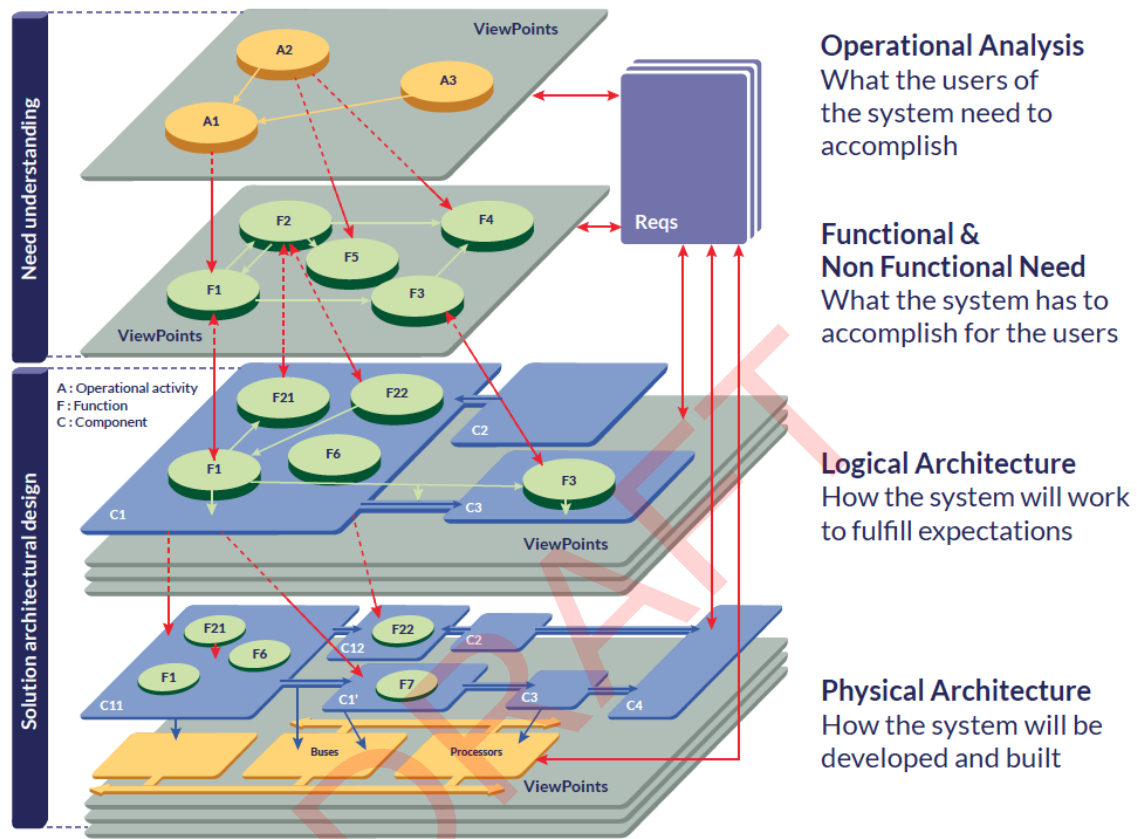 Need understanding
ViewPoints
A2
A3
A1
Operational Analysis
What the users of
the system need to
accomplish
Reqs
F2
F4
F5
F1
F3
ViewPoints
Functional &
Non Functional Need
What the system has to
accomplish for the users
Solution architectural design
A : Operational activity
F : Function
C : Component
F21
F22
C2
F1
F6
F3
C1
C3
ViewPoints
Logical Architecture
How the system will work
to fulfill expectations
F21
F22
C2
F6
C12
F1
F7
C11
C1'
C3
C4
Buses
Processors
ViewPoints
Physical Architecture
How the system will be
developed and built
DRAFT